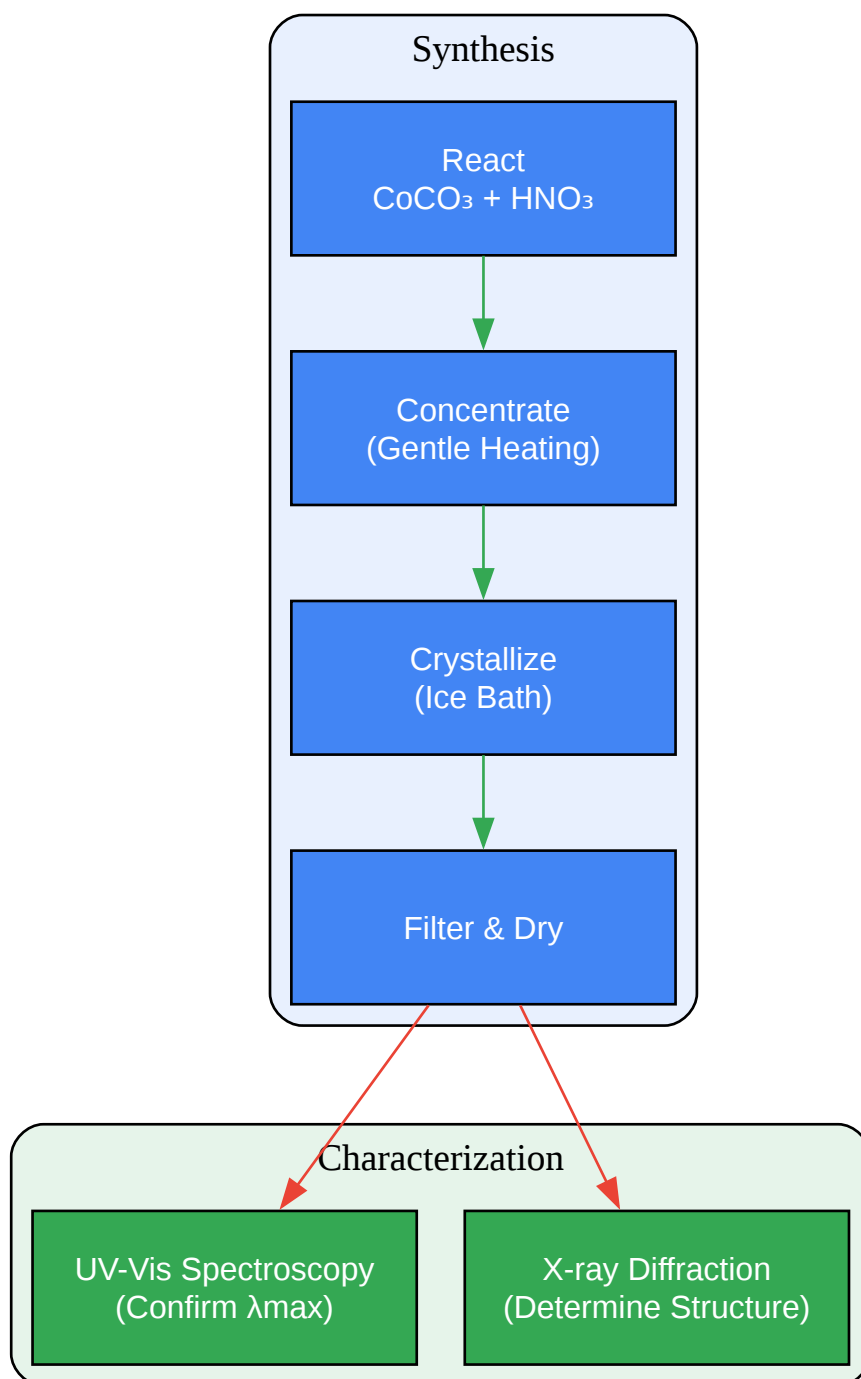 Synthesis
React
CoCO₃ + HNO₃
Concentrate
(Gentle Heating)
Crystallize
(Ice Bath)
Filter & Dry
Characterization
UV-Vis Spectroscopy
(Confirm λmax)
X-ray Diffraction
(Determine Structure)